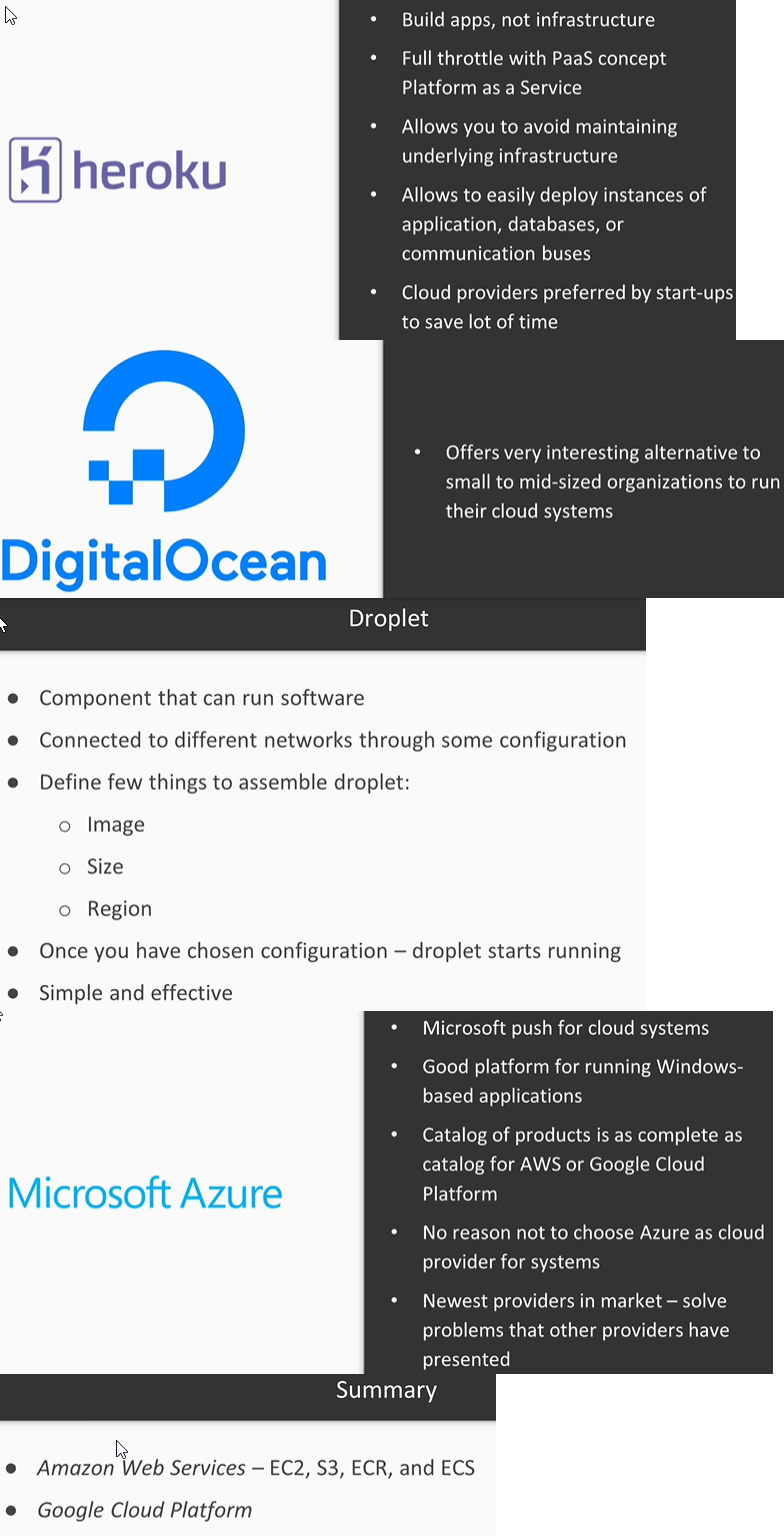 heroku
• Build apps, not infrastructure
• Full throttle with PaaS concept
Platform as a Service
• Allows you to avoid maintaining
underlying infrastructure
• Allows to easily deploy instances of
application, databases, or
communication buses
• Cloud providers preferred by start-ups
to save lot of time
DigitalOcean
• Offers very interesting alternative to
small to mid-sized organizations to run
their cloud systems
Droplet
● Component that can run software
● Connected to different networks through some configuration
● Define few things to assemble droplet:
○ Image
○ Size
○ Region
● Once you have chosen configuration – droplet starts running
● Simple and effective
Microsoft Azure
• Microsoft push for cloud systems
• Good platform for running Windows-
based applications
• Catalog of products is as complete as
catalog for AWS or Google Cloud
Platform
• No reason not to choose Azure as cloud
provider for systems
• Newest providers in market – solve
problems that other providers have
presented
Summary
● Amazon Web Services – EC2, S3, ECR, and ECS
● Google Cloud Platform